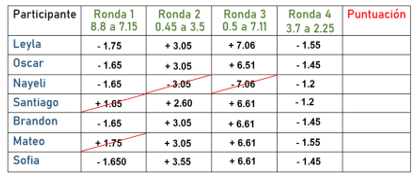 Participante Ronda 1 Ronda 2 Ronda 3 Ronda 4 Puntuación
8.8 a 7.15 0.45 a 3.5 0.5 a 7.11 3.7 a 2.25
Leyla - 1.75 + 3.05 + 7.06 - 1.55
Oscar - 1.65 + 3.05 + 6.51 - 1.45
Nayeli - 1.65 - 3.05 - 7.06 - 1.2
Santiago + 1.65 + 2.60 + 6.61 - 1.2
Brandon - 1.65 + 3.05 + 6.61 - 1.45
Mateo + 1.75 + 3.05 + 6.61 - 1.55
Sofia - 1.650 + 3.55 + 6.61 - 1.45